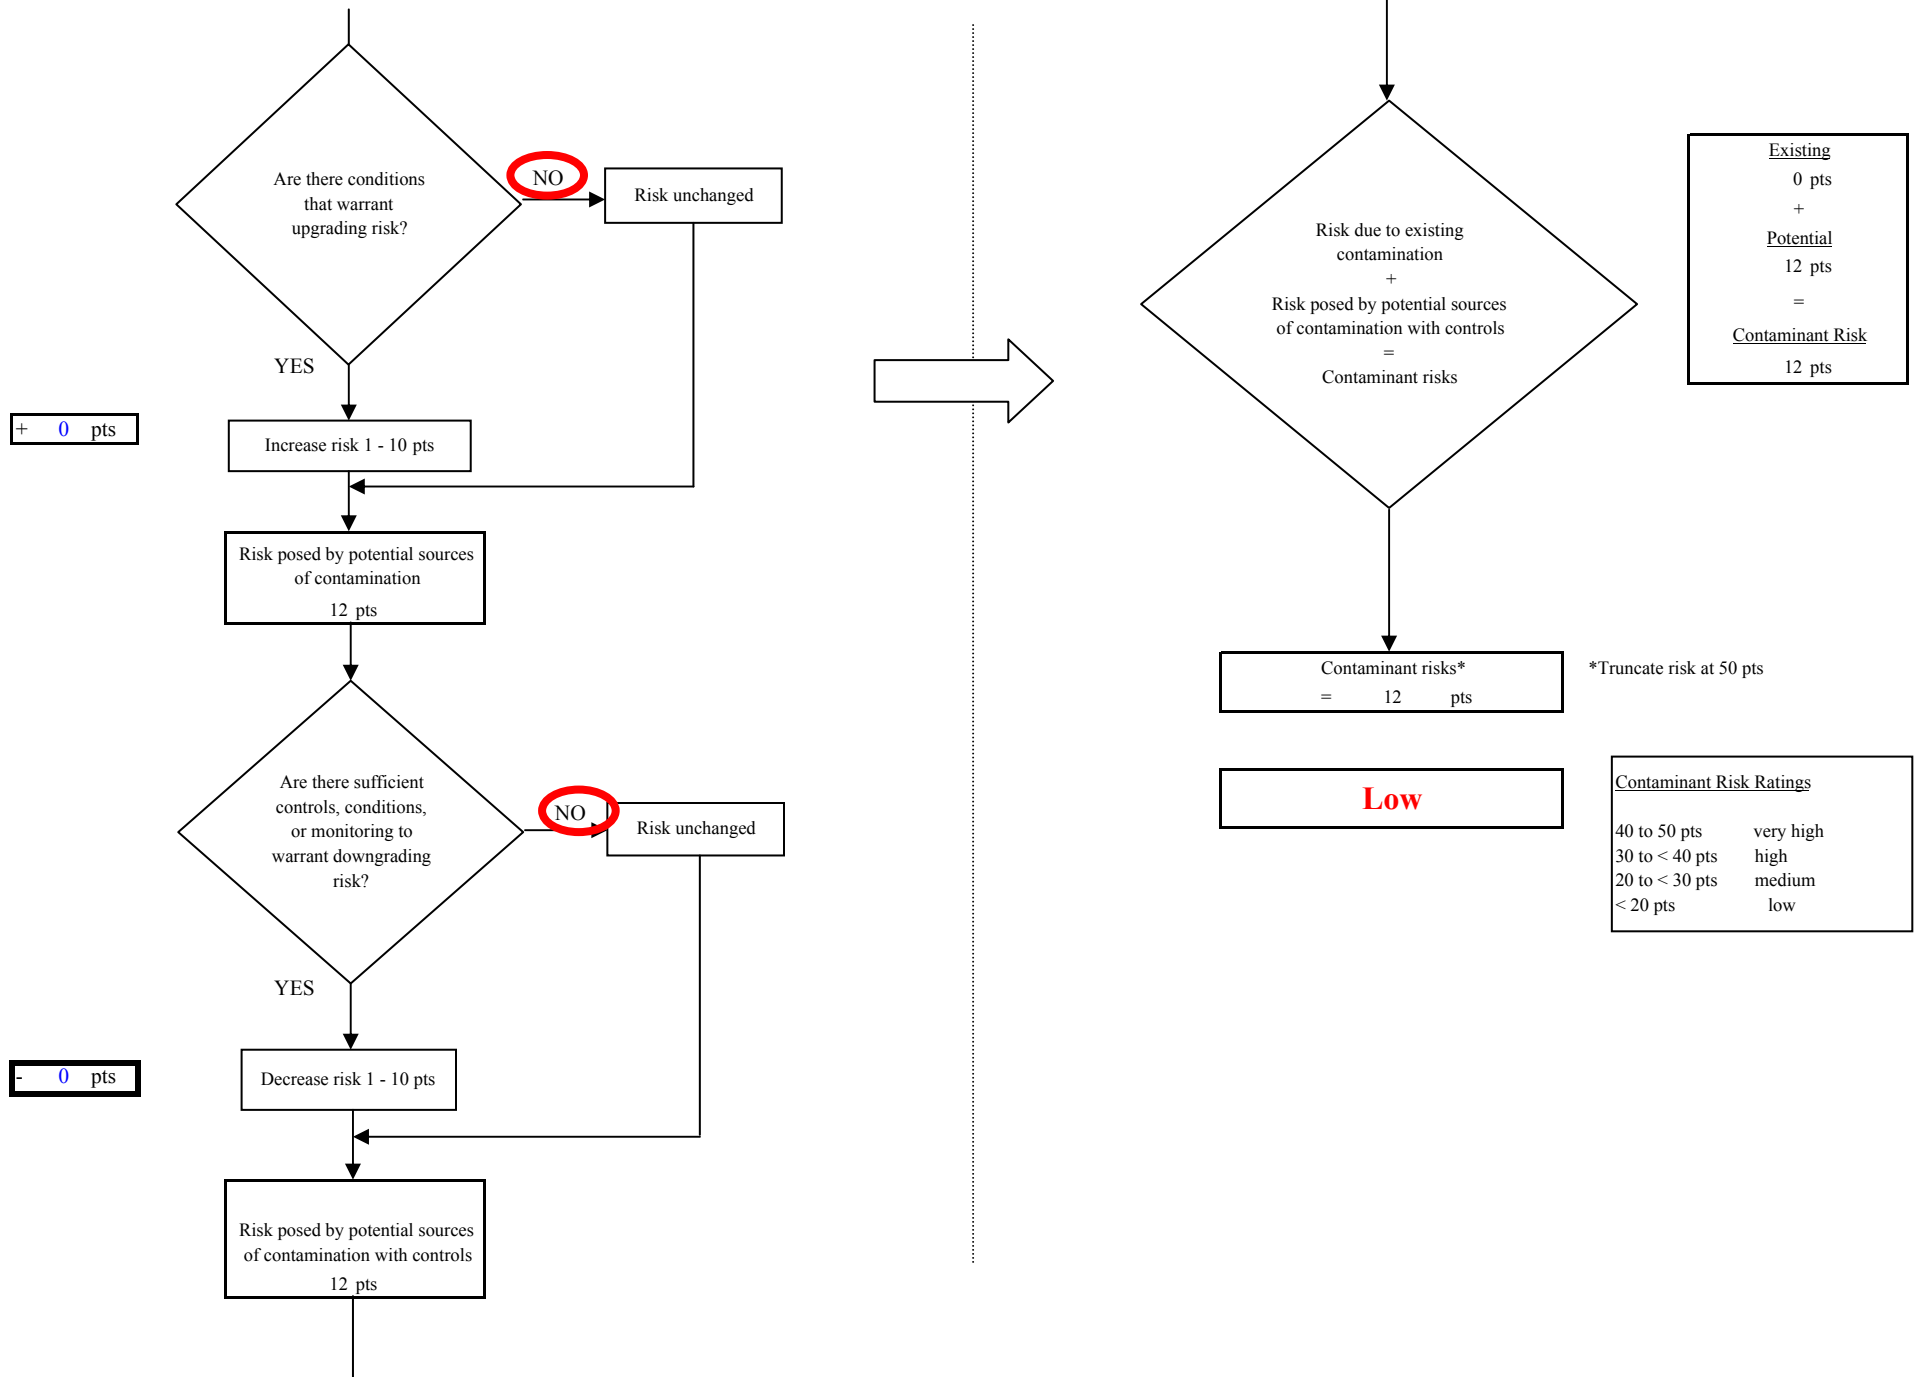 Are there conditions
that warrant
upgrading risk?
NO
Risk unchanged
YES
+ 0 pts
Increase risk 1 - 10 pts
Risk posed by potential sources
of contamination
12 pts
Are there sufficient
controls, conditions,
or monitoring to
warrant downgrading
risk?
NO
Risk unchanged
YES
- 0 pts
Decrease risk 1 - 10 pts
Risk posed by potential sources
of contamination with controls
12 pts
Risk due to existing
contamination
+
Risk posed by potential sources
of contamination with controls
=
Contaminant risks
Existing
0 pts
+
Potential
12 pts
=
Contaminant Risk
12 pts
Contaminant risks*
= 12 pts
*Truncate risk at 50 pts
Low
Contaminant Risk Ratings
40 to 50 pts very high
30 to < 40 pts high
20 to < 30 pts medium
< 20 pts low